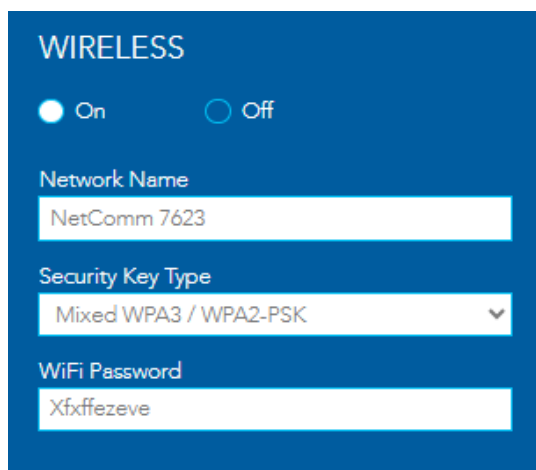 WIRELESS
On Off
Network Name
NetComm 7623
Security Key Type
Mixed WPA3 / WPA2-PSK
WiFi Password
Xfxffezeve